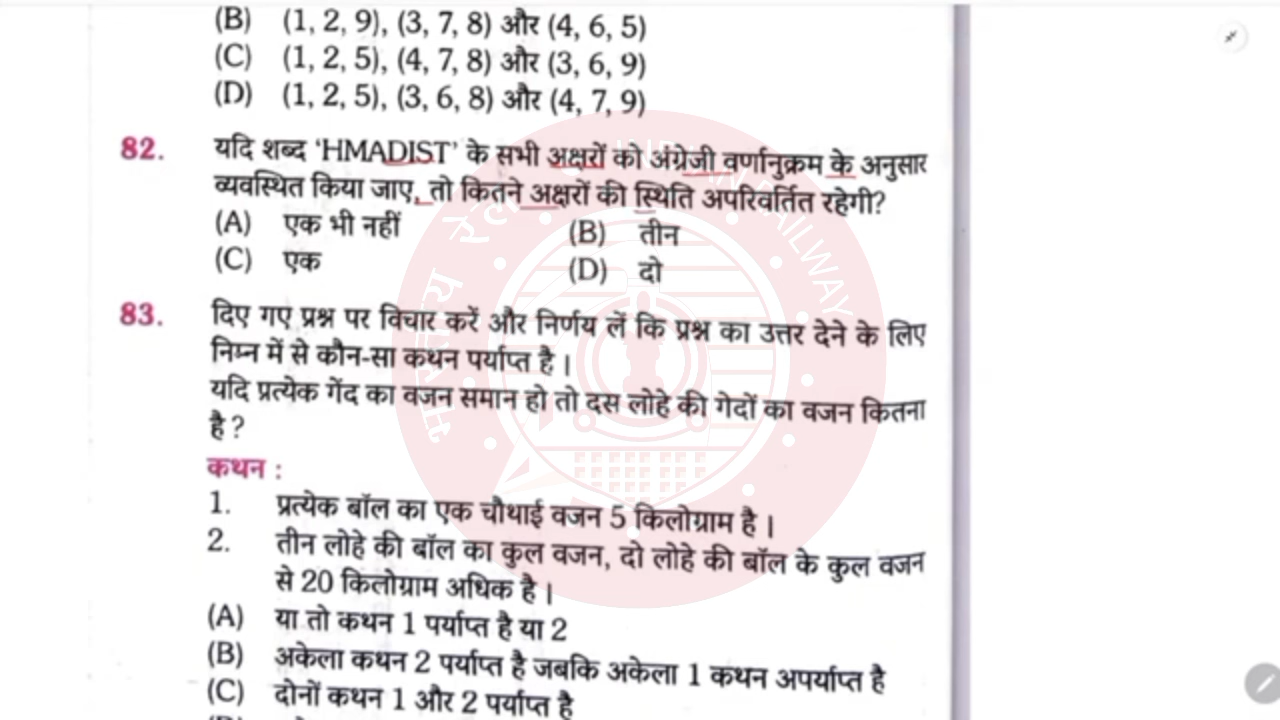 (B) (1, 2, 9), (3, 7, 8) और (4, 6, 5)
(C) (1, 2, 5), (4, 7, 8) और (3, 6, 9)
(D) (1, 2, 5), (3, 6, 8) और (4, 7, 9)
82. यदि शब्द ‘HMADIST’ के सभी अक्षरों को अंग्रेजी वर्णानुक्रम के अनुसार
व्यवस्थित किया जाए, तो कितने अक्षरों की स्थिति अपरिवर्तित रहेगी?
(A) एक भी नहीं (B) तीन
(C) एक (D) दो
83. दिए गए प्रश्न पर विचार करें और निर्णय लें कि प्रश्न का उत्तर देने के लिए
निम्न में से कौन-सा कथन पर्याप्त है।
यदि प्रत्येक गेंद का वजन समान हो तो दस लोहे की गेदों का वजन कितना
है?
कथन :
1. प्रत्येक बॉल का एक चौथाई वजन 5 किलोग्राम है।
2. तीन लोहे की बॉल का कुल वजन, दो लोहे की बॉल के कुल वजन
से 20 किलोग्राम अधिक है।
(A) या तो कथन 1 पर्याप्त है या 2
(B) अकेला कथन 2 पर्याप्त है जबकि अकेला 1 कथन अपर्याप्त है
(C) दोनों कथन 1 और 2 पर्याप्त है
भारतीय रेल INDIAN RAILWAY